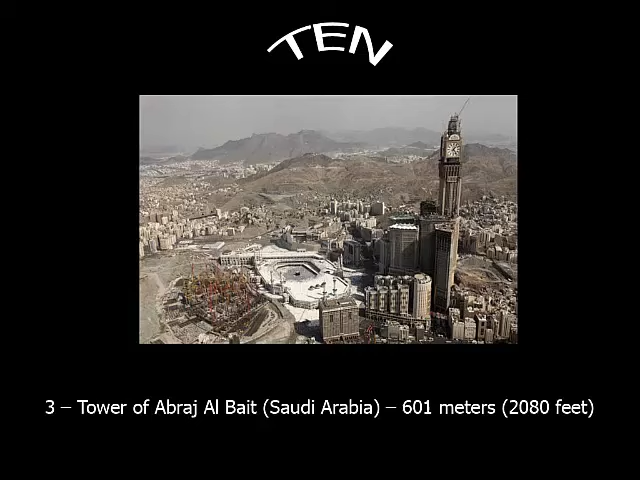 TEN
3 – Tower of Abraj Al Bait (Saudi Arabia) – 601 meters (2080 feet)